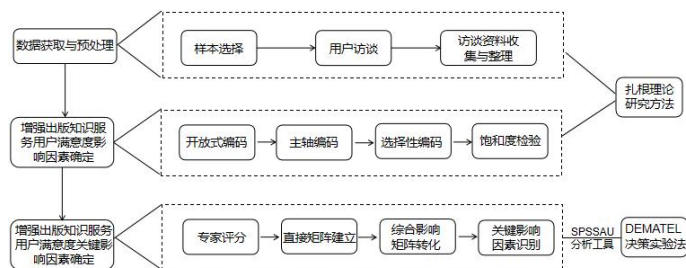 数据获取与预处理
样本选择
用户访谈
访谈资料收
集与整理
扎根理论
研究方法
增强出版知识服
务用户满意度影
响因素确定
开放式编码
主轴编码
选择性编码
饱和度检验
增强出版知识服务
用户满意度关键影
响因素确定
专家评分
直接矩阵建立
综合影响
矩阵转化
关键影响
因素识别
SPSSAU
分析工具
DEMATEL
决策实验法